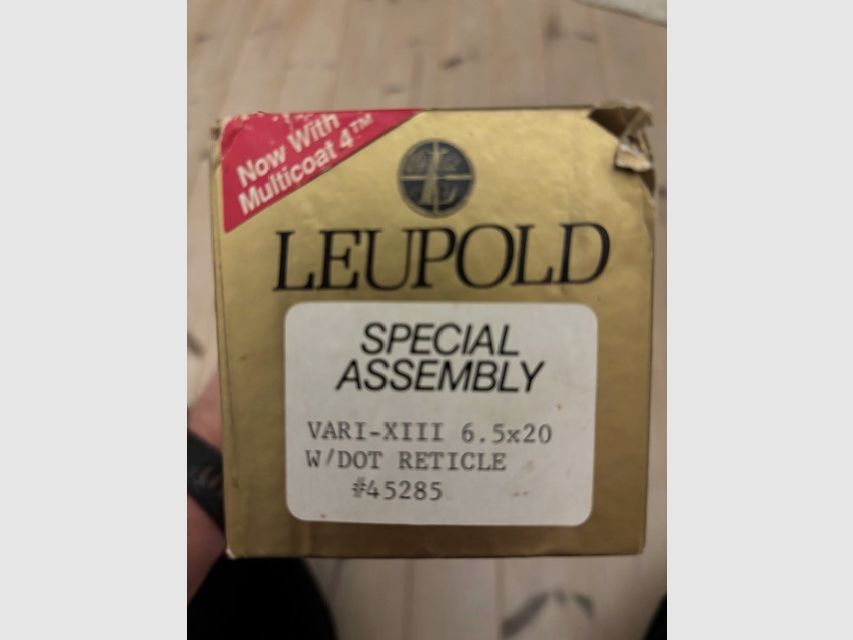 Now With
Multicoat 4™
LEUPOLD
SPECIAL
ASSEMBLY
VARI-XIII 6.5x20
W/DOT RETICLE
#45285